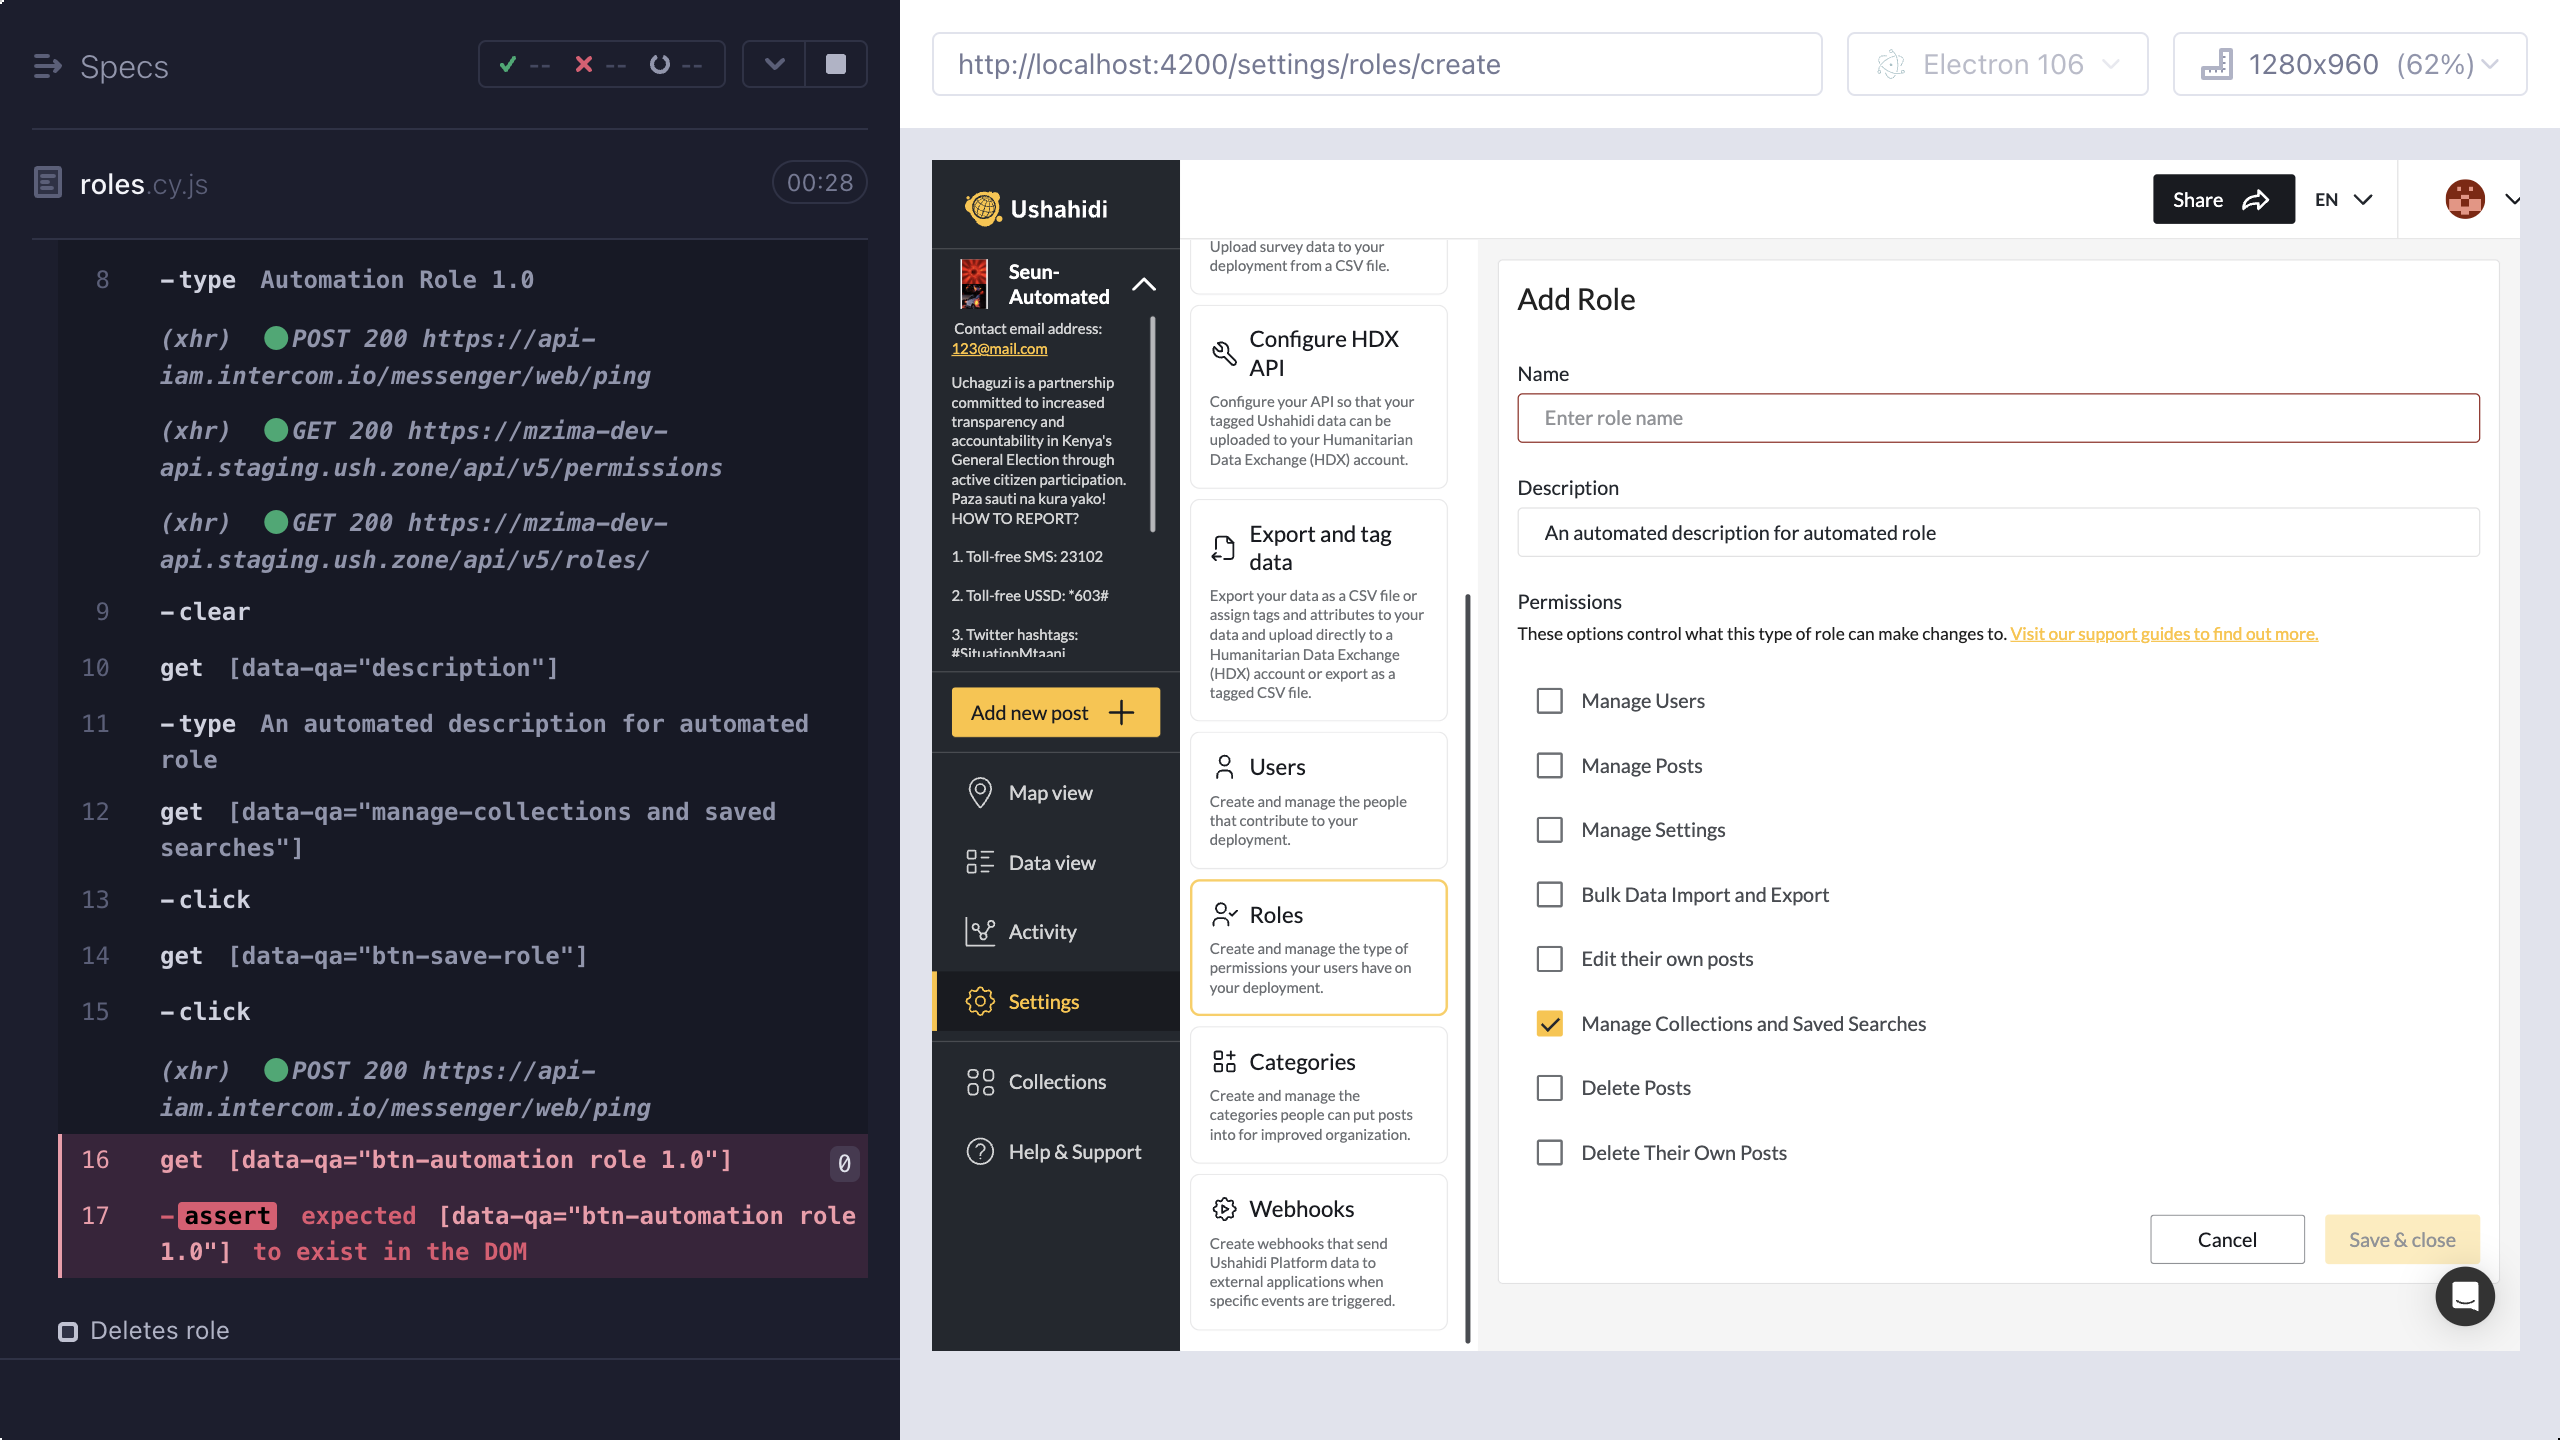 Specs
--
--
--
roles.cy.js
00:28
8 -type Automation Role 1.0
(xhr) POST 200 https://api-
iam.intercom.io/messenger/web/ping
(xhr) GET 200 https://mzima-dev-
api.staging.ush.zone/api/v5/permissions
(xhr) GET 200 https://mzima-dev-
api.staging.ush.zone/api/v5/roles/
9 -clear
10 get [data-qa="description"]
11 -type An automated description for automated
role
12 get [data-qa="manage-collections and saved
searches"]
13 -click
14 get [data-qa="btn-save-role"]
15 -click
(xhr) POST 200 https://api-
iam.intercom.io/messenger/web/ping
16 get [data-qa="btn-automation role 1.0"] 0
17 -assert expected [data-qa="btn-automation role
1.0"] to exist in the DOM
Deletes role
http://localhost:4200/settings/roles/create
Electron 106
1280x960 (62%)
Ushahidi
Seun-
Automated
Contact email address:
123@mail.com
Uchaguzi is a partnership
committed to increased
transparency and
accountability in Kenya's
General Election through
active citizen participation.
Paza sauti na kura yako!
HOW TO REPORT?
1. Toll-free SMS: 23102
2. Toll-free USSD: *603#
3. Twitter hashtags:
#SituationMtaani
Add new post
Map view
Data view
Activity
Settings
Collections
Help & Support
Share
EN
Upload survey data to your
deployment from a CSV file.
Configure HDX
API
Configure your API so that your
tagged Ushahidi data can be
uploaded to your Humanitarian
Data Exchange (HDX) account.
Export and tag
data
Export your data as a CSV file or
assign tags and attributes to your
data and upload directly to a
Humanitarian Data Exchange
(HDX) account or export as a
tagged CSV file.
Users
Create and manage the people
that contribute to your
deployment.
Roles
Create and manage the type of
permissions your users have on
your deployment.
Categories
Create and manage the
categories people can put posts
into for improved organization.
Webhooks
Create webhooks that send
Ushahidi Platform data to
external applications when
specific events are triggered.
Add Role
Name
Enter role name
Description
An automated description for automated role
Permissions
These options control what this type of role can make changes to. Visit our support guides to find out more.
Manage Users
Manage Posts
Manage Settings
Bulk Data Import and Export
Edit their own posts
Manage Collections and Saved Searches
Delete Posts
Delete Their Own Posts
Cancel
Save & close